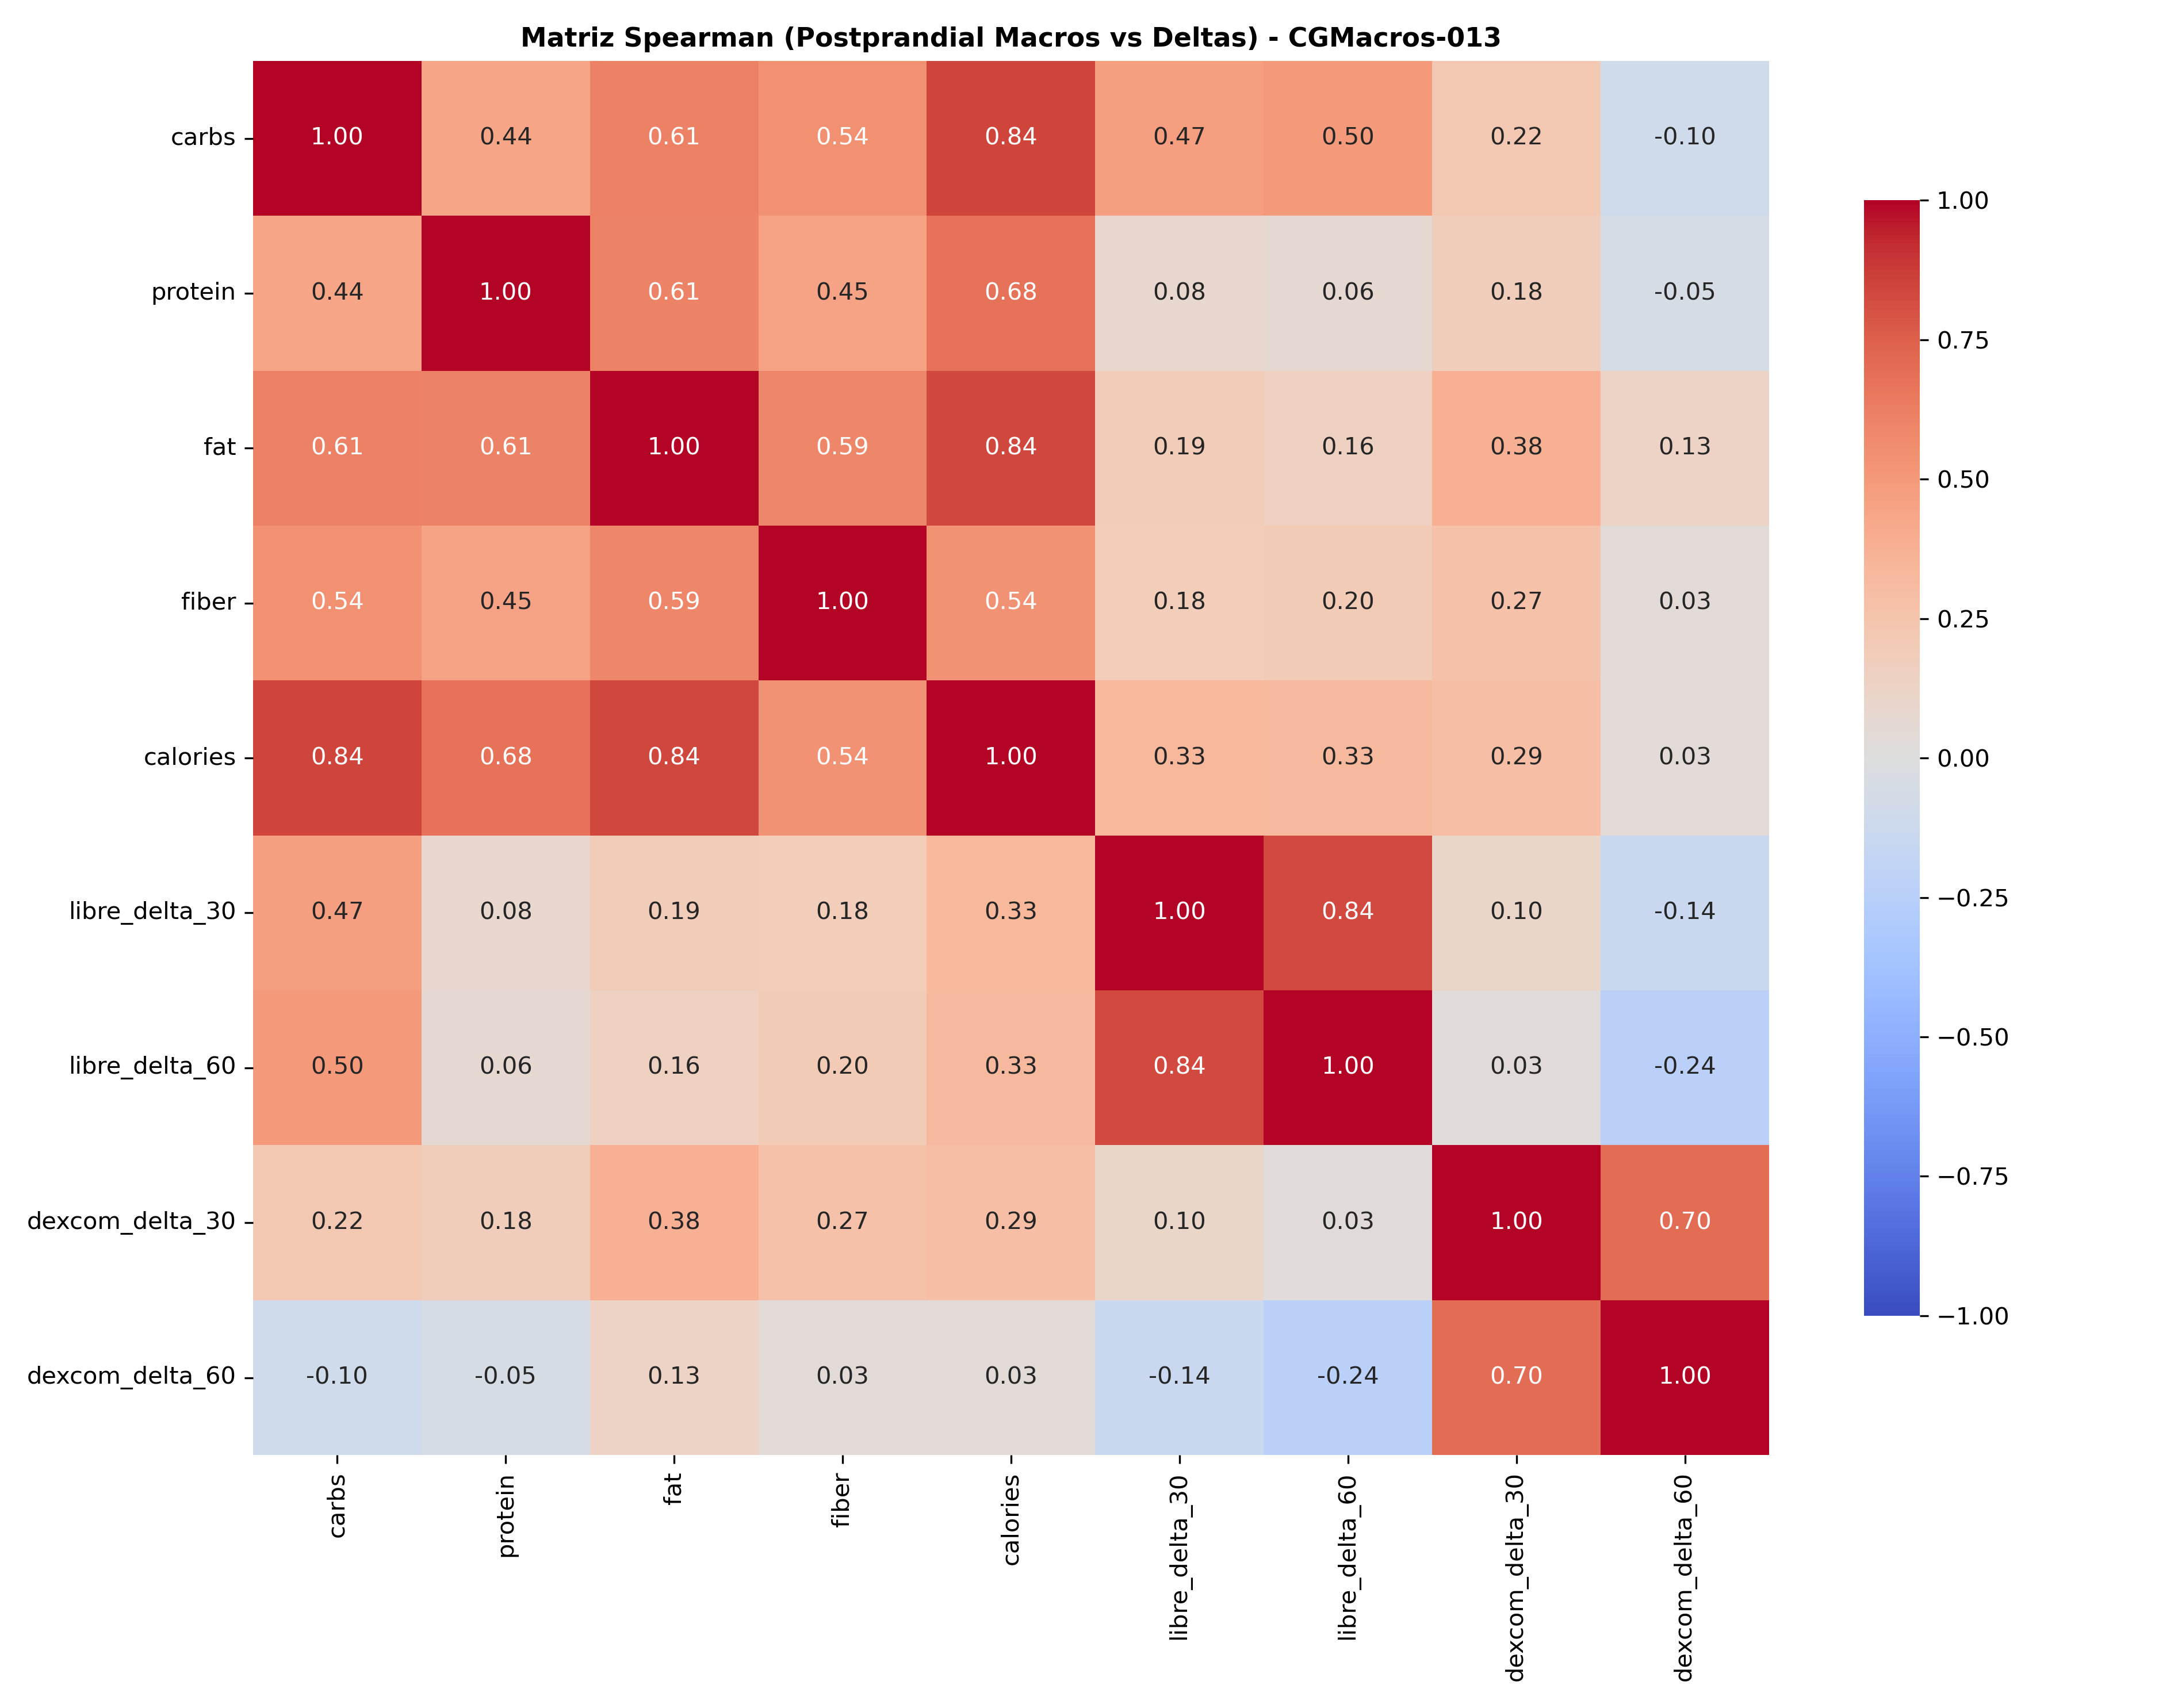 Matriz Spearman (Postprandial Macros vs Deltas) - CGMacros-013
carbs 1.00 0.44 0.61 0.54 0.84 0.47 0.50 0.22 -0.10
protein 0.44 1.00 0.61 0.45 0.68 0.08 0.06 0.18 -0.05
fat 0.61 0.61 1.00 0.59 0.84 0.19 0.16 0.38 0.13
fiber 0.54 0.45 0.59 1.00 0.54 0.18 0.20 0.27 0.03
calories 0.84 0.68 0.84 0.54 1.00 0.33 0.33 0.29 0.03
libre_delta_30 0.47 0.08 0.19 0.18 0.33 1.00 0.84 0.10 -0.14
libre_delta_60 0.50 0.06 0.16 0.20 0.33 0.84 1.00 0.03 -0.24
dexcom_delta_30 0.22 0.18 0.38 0.27 0.29 0.10 0.03 1.00 0.70
dexcom_delta_60 -0.10 -0.05 0.13 0.03 0.03 -0.14 -0.24 0.70 1.00
carbs protein fat fiber calories libre_delta_30 libre_delta_60 dexcom_delta_30 dexcom_delta_60
1.00
0.75
0.50
0.25
0.00
−0.25
−0.50
−0.75
−1.00